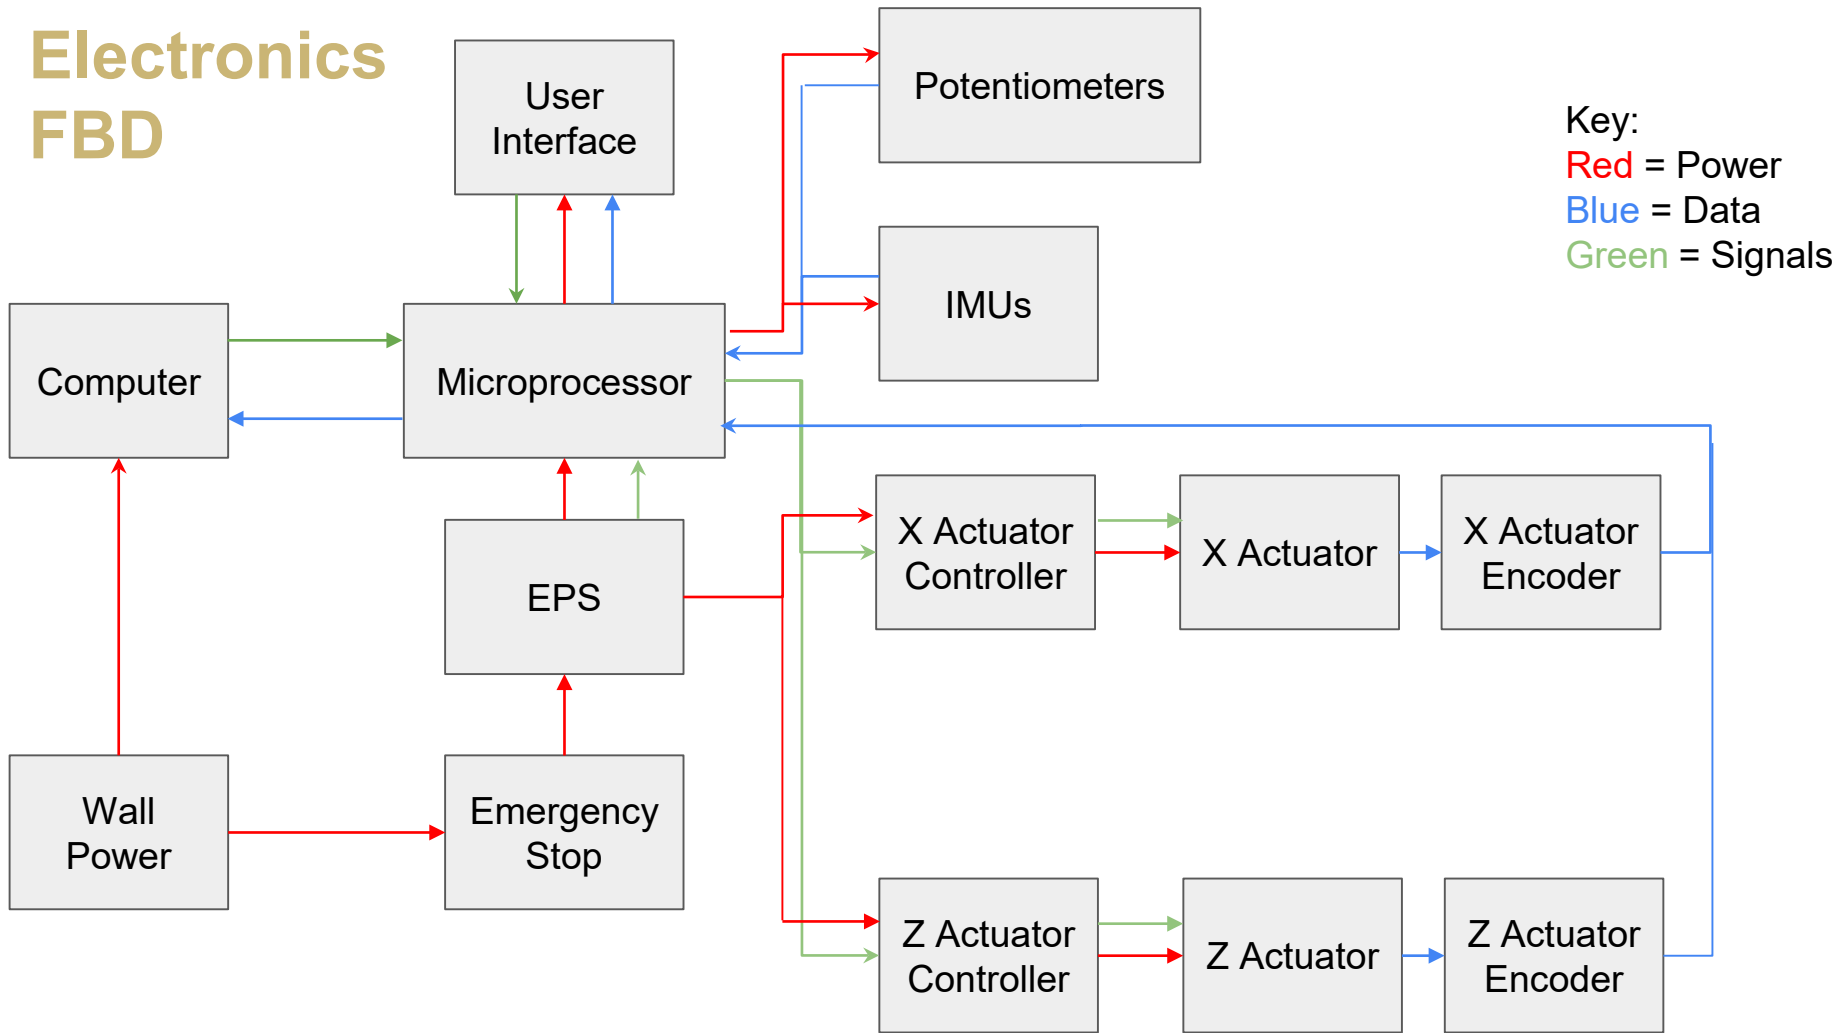 Electronics
FBD
User
Interface
Potentiometers
Key:
Red = Power
Blue = Data
Green = Signals
IMUs
Computer
Microprocessor
X Actuator
Controller
X Actuator
X Actuator
Encoder
EPS
Wall
Power
Emergency
Stop
Z Actuator
Controller
Z Actuator
Z Actuator
Encoder